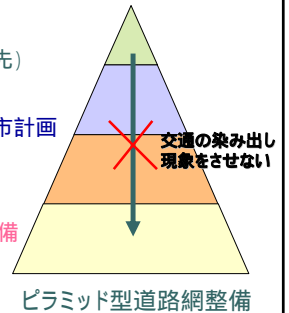 先）
市計画
交通の染み出し
現象をさせない
備
ピラミッド型道路網整備